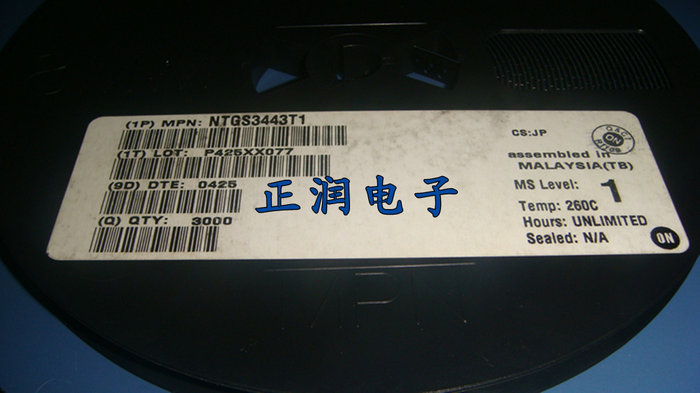 (1P) MPN: NTGS3443T1
(1T) LOT: P425XX077
(9D) DTE: 0425
(Q) QTY: 3000
正润电子
CS:JP
assembled in
MALAYSIA(TB)
MS Level: 1
Temp: 260C
Hours: UNLIMITED
Sealed: N/A
ON